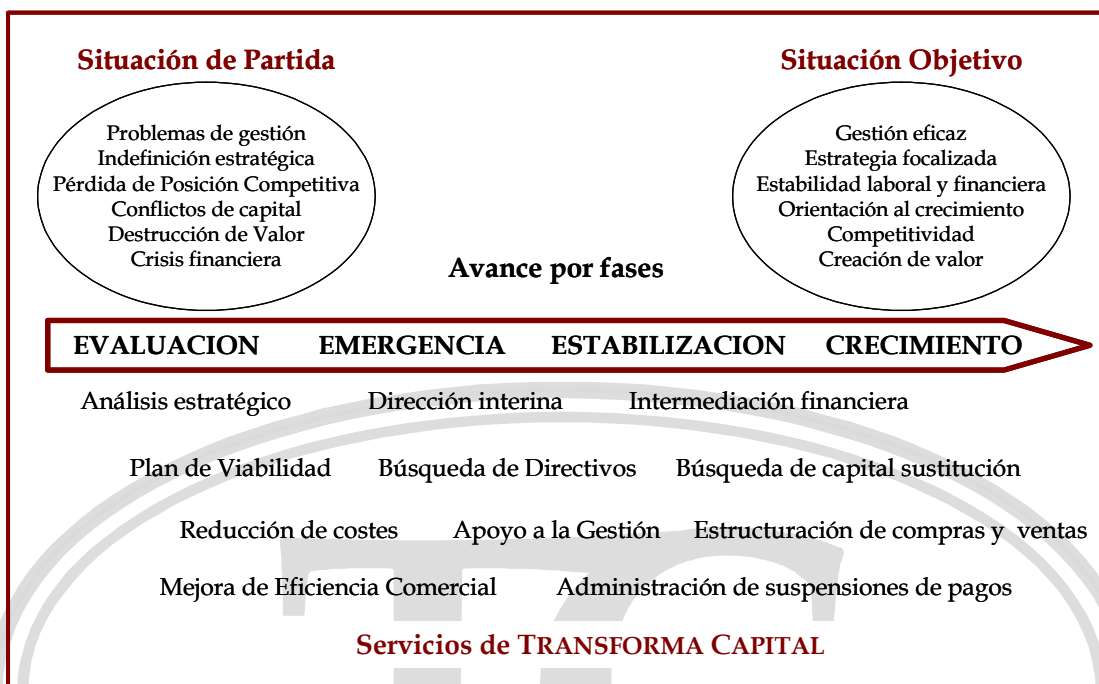 Situación de Partida
Problemas de gestión
Indefinición estratégica
Pérdida de Posición Competitiva
Conflictos de capital
Destrucción de Valor
Crisis financiera
Situación Objetivo
Gestión eficaz
Estrategia focalizada
Estabilidad laboral y financiera
Orientación al crecimiento
Competitividad
Creación de valor
Avance por fases
EVALUACION EMERGENCIA ESTABILIZACION CRECIMIENTO
Análisis estratégico Dirección interina Intermediación financiera
Plan de Viabilidad Búsqueda de Directivos Búsqueda de capital sustitución
Reducción de costes Apoyo a la Gestión Estructuración de compras y ventas
Mejora de Eficiencia Comercial Administración de suspensiones de pagos
Servicios de TRANSFORMA CAPITAL
TC